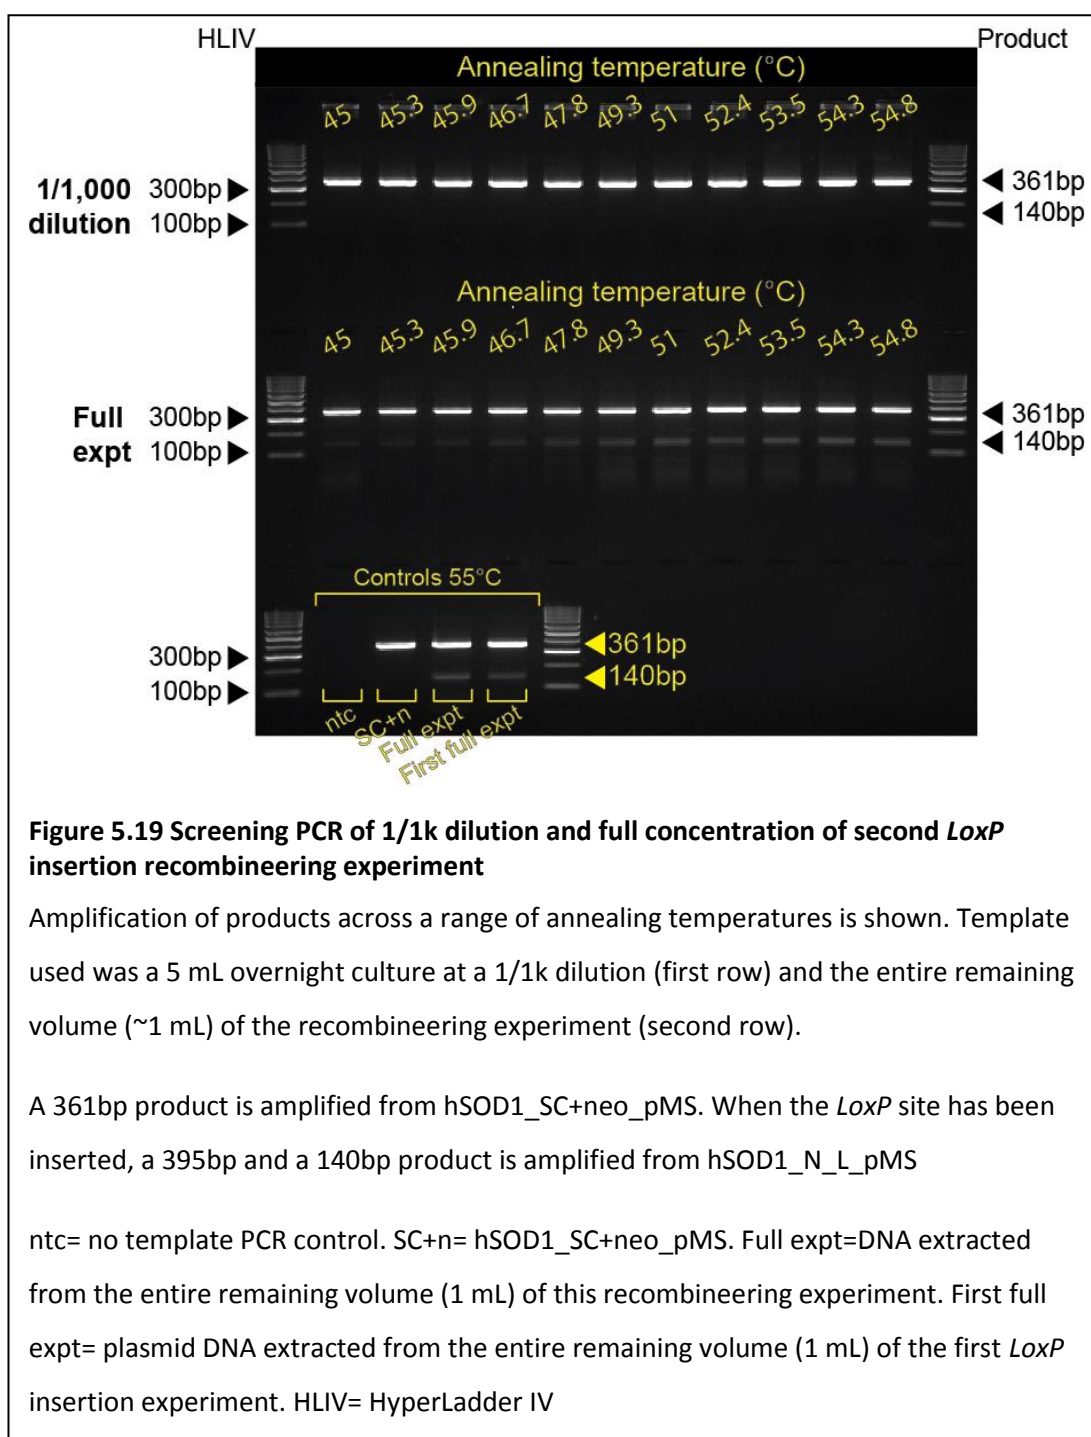 HLIV Product
Annealing temperature (°C)
45 45.3 45.9 46.7 47.8 49.3 51 52.4 53.5 54.3 54.8
1/1,000 300bp 361bp
dilution 100bp 140bp
Annealing temperature (°C)
45 45.3 45.9 46.7 47.8 49.3 51 52.4 53.5 54.3 54.8
Full 300bp 361bp
expt 100bp 140bp
Controls 55°C
300bp 361bp
100bp 140bp
ntc SC+n Full expt First full expt
Figure 5.19 Screening PCR of 1/1k dilution and full concentration of second LoxP
insertion recombineering experiment
Amplification of products across a range of annealing temperatures is shown. Template
used was a 5 mL overnight culture at a 1/1k dilution (first row) and the entire remaining
volume (~1 mL) of the recombineering experiment (second row).
A 361bp product is amplified from hSOD1_SC+neo_pMS. When the LoxP site has been
inserted, a 395bp and a 140bp product is amplified from hSOD1_N_L_pMS
ntc= no template PCR control. SC+n= hSOD1_SC+neo_pMS. Full expt=DNA extracted
from the entire remaining volume (1 mL) of this recombineering experiment. First full
expt= plasmid DNA extracted from the entire remaining volume (1 mL) of the first LoxP
insertion experiment. HLIV= HyperLadder IV